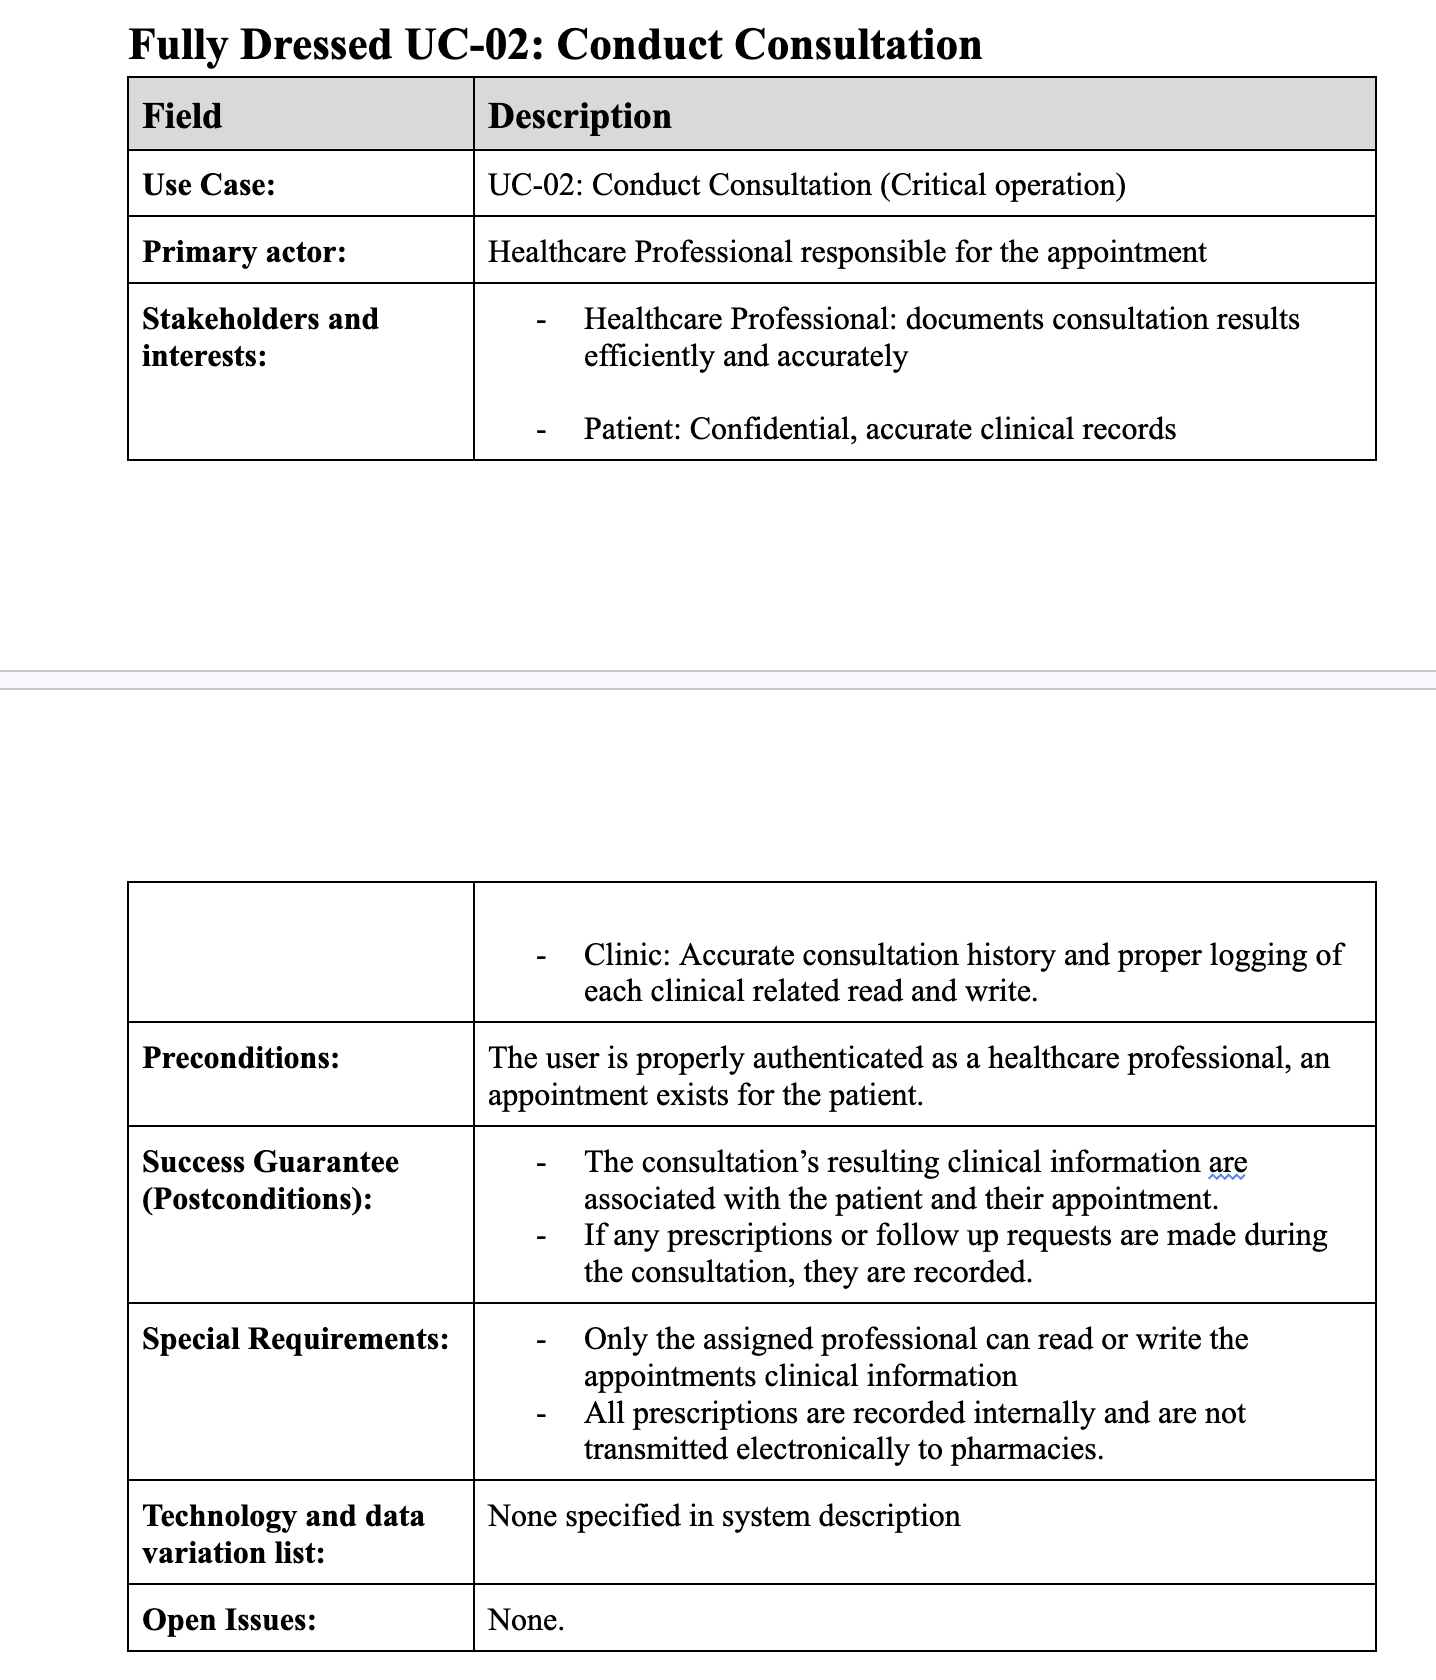 Fully Dressed UC-02: Conduct Consultation
Field
Description
Use Case:
UC-02: Conduct Consultation (Critical operation)
Primary actor:
Healthcare Professional responsible for the appointment
Stakeholders and
interests:
- Healthcare Professional: documents consultation results
efficiently and accurately
- Patient: Confidential, accurate clinical records
- Clinic: Accurate consultation history and proper logging of
each clinical related read and write.
Preconditions:
The user is properly authenticated as a healthcare professional, an
appointment exists for the patient.
Success Guarantee
(Postconditions):
- The consultation’s resulting clinical information are
associated with the patient and their appointment.
- If any prescriptions or follow up requests are made during
the consultation, they are recorded.
Special Requirements:
- Only the assigned professional can read or write the
appointments clinical information
- All prescriptions are recorded internally and are not
transmitted electronically to pharmacies.
Technology and data
variation list:
None specified in system description
Open Issues:
None.